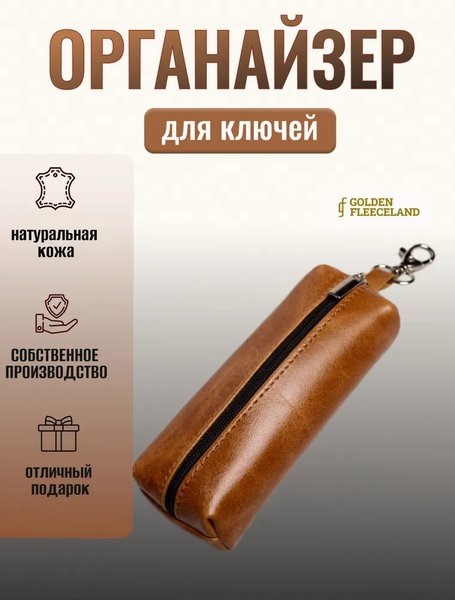 ОРГАНАЙЗЕР
для ключей
GOLDEN
FLEECELAND
натуральная
кожа
СОБСТВЕННОЕ
ПРОИЗВОДСТВО
отличный
подарок